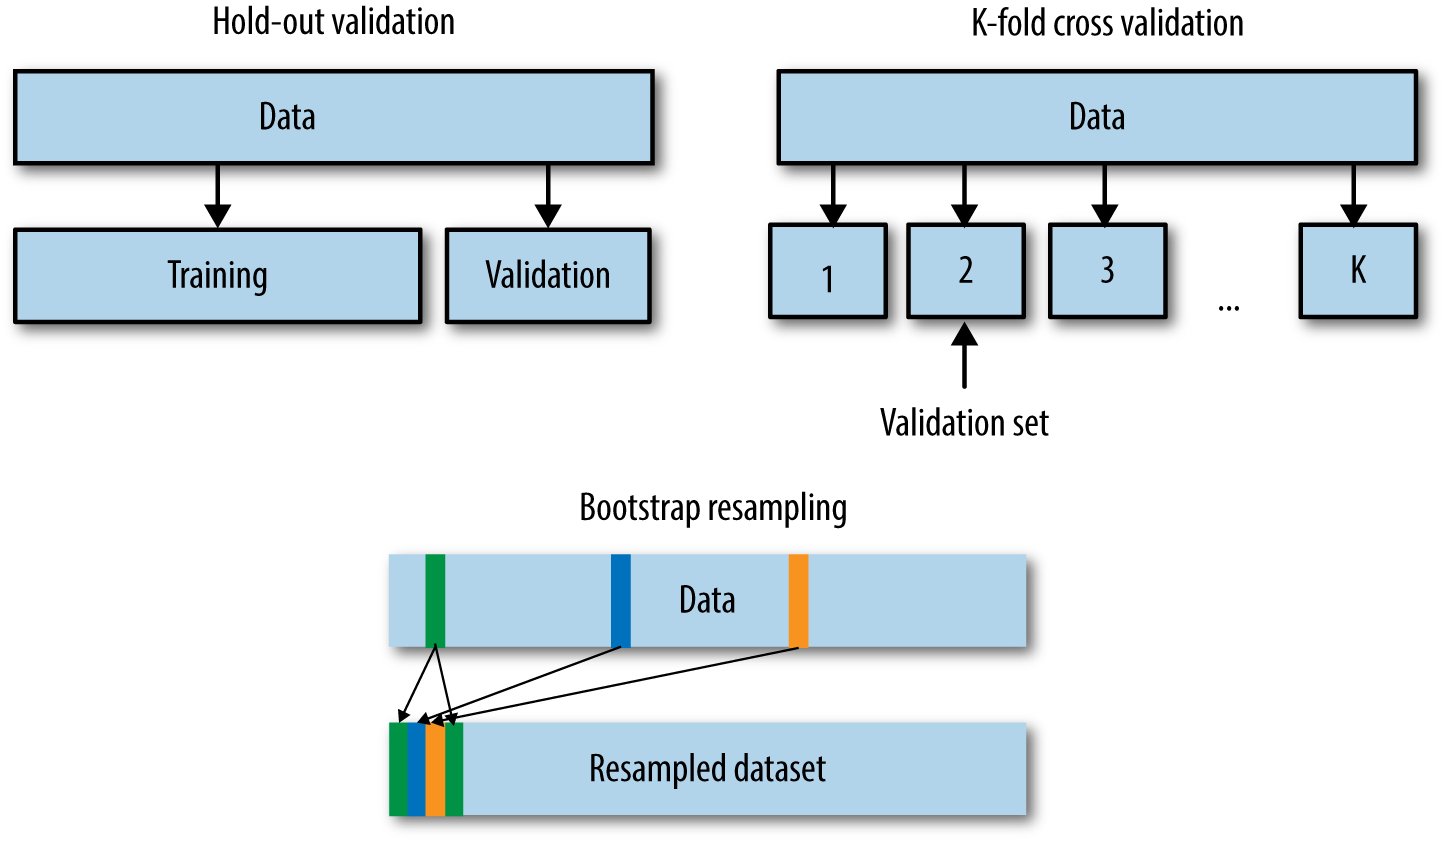 Hold-out validation
Data
Training
Validation
K-fold cross validation
Data
1
2
3
...
K
Validation set
Bootstrap resampling
Data
Resampled dataset